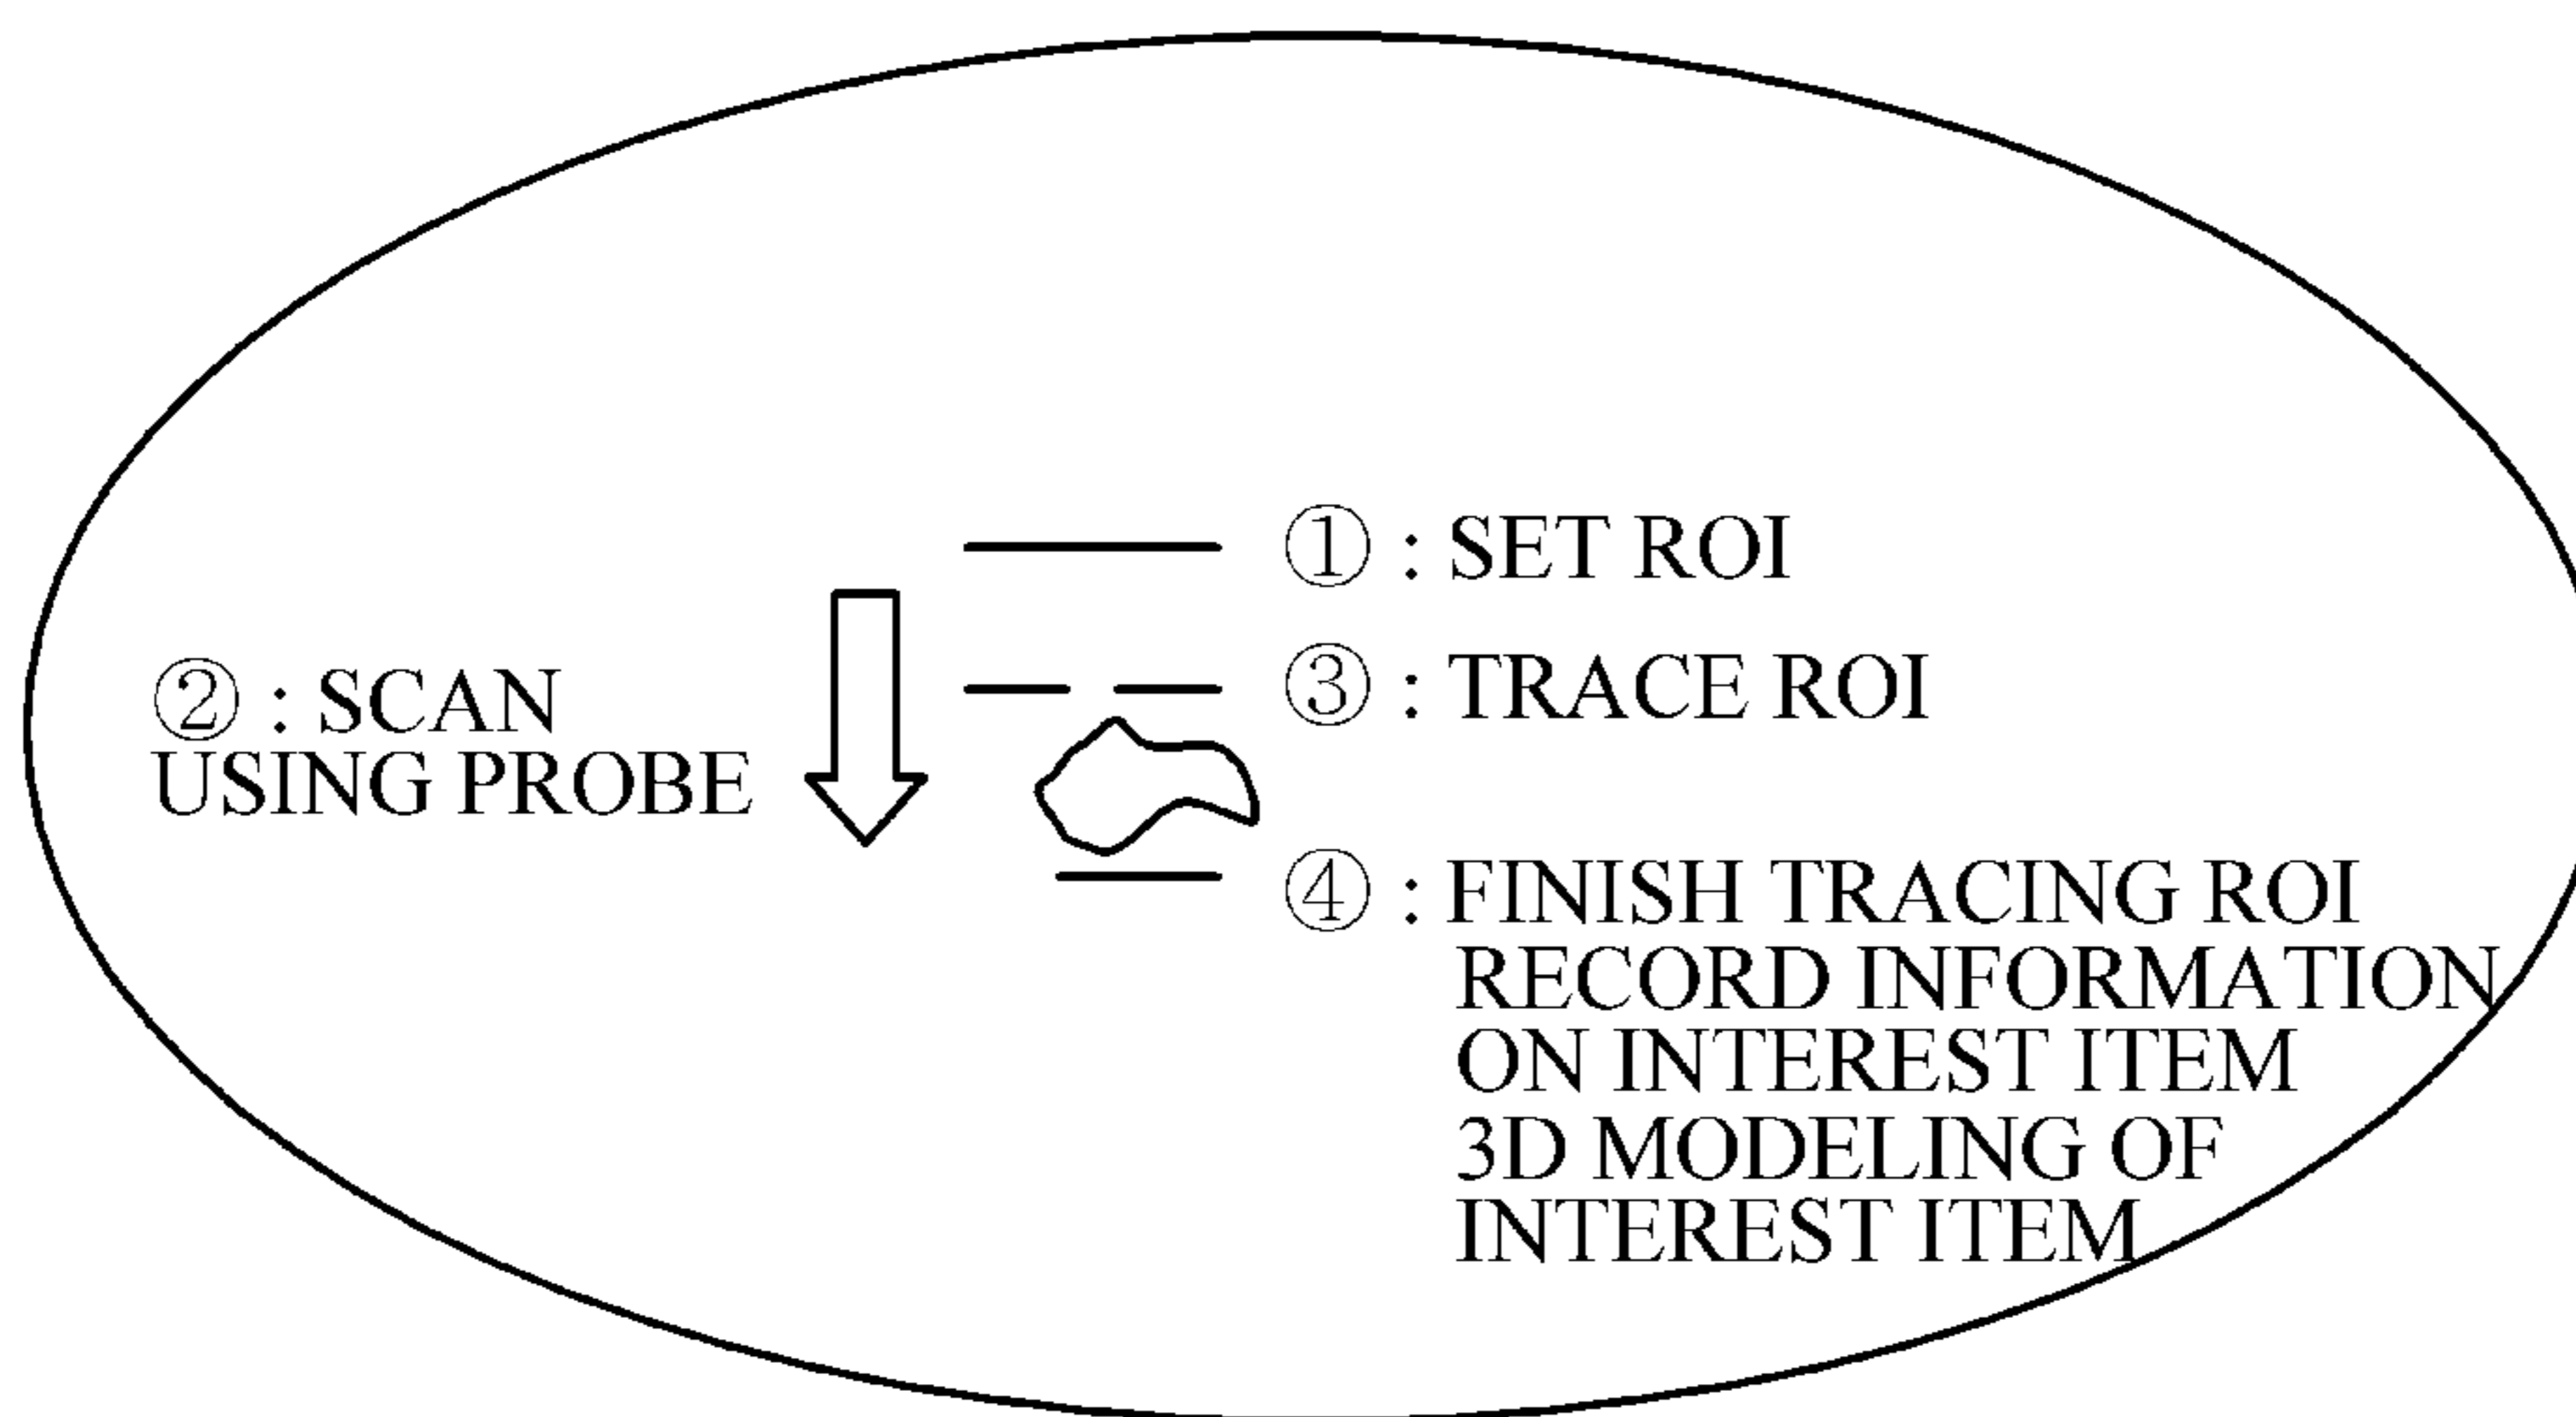 ① : SET ROI
② : SCAN
USING PROBE
③ : TRACE ROI
④ : FINISH TRACING ROI
RECORD INFORMATION
ON INTEREST ITEM
3D MODELING OF
INTEREST ITEM